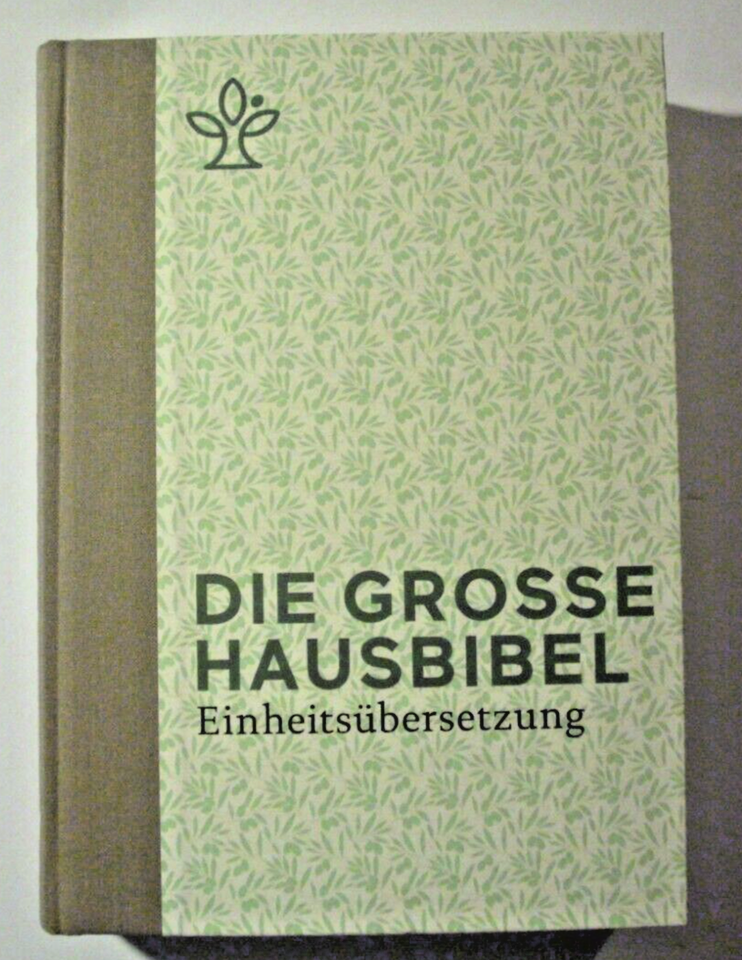 DIE GROSSE
HAUSBIBEL
Einheitsübersetzung